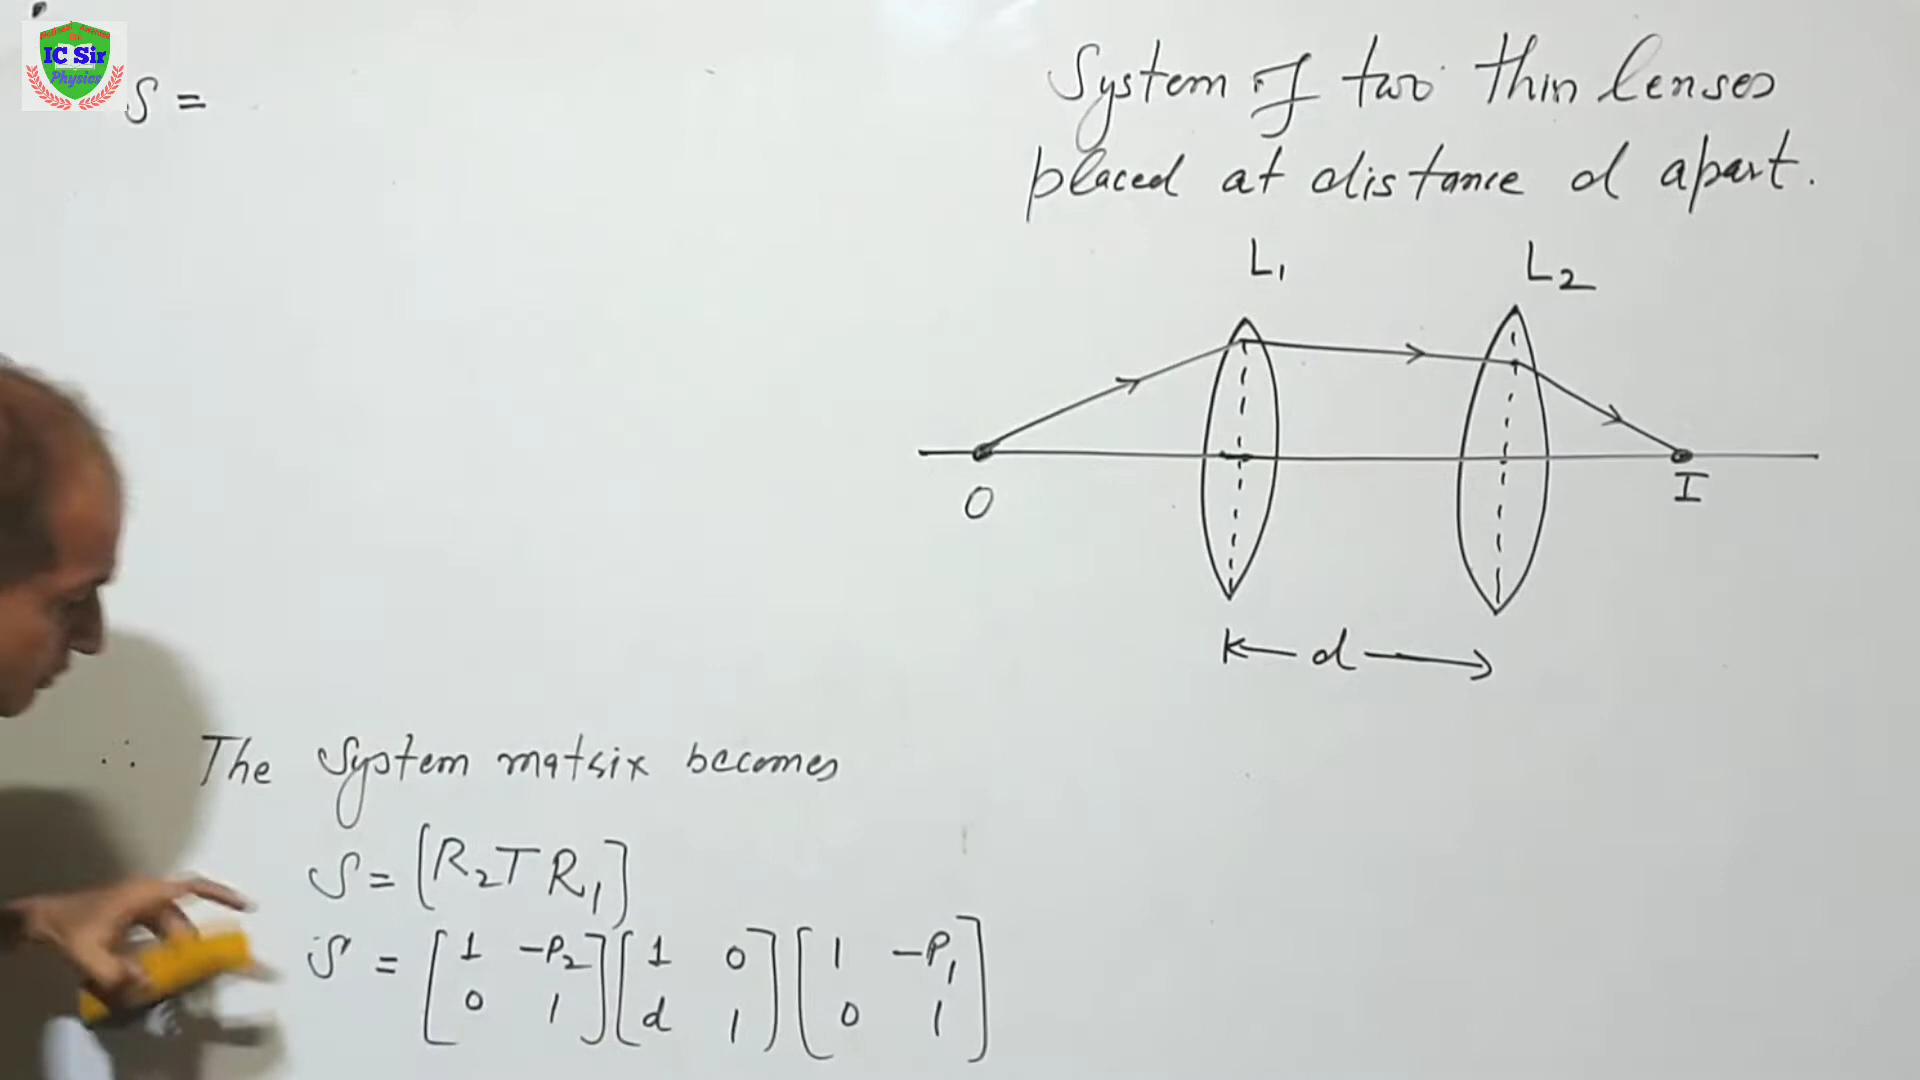 IC Sir
Physics
S =
System of two thin lenses
placed at distance d apart.
L₁ L₂
O I
d
∴ The System matrix becomes
S = [R₂ T R₁]
S = [1 -P₂] [1 0] [1 -P₁]
[0 1] [d 1] [0 1]